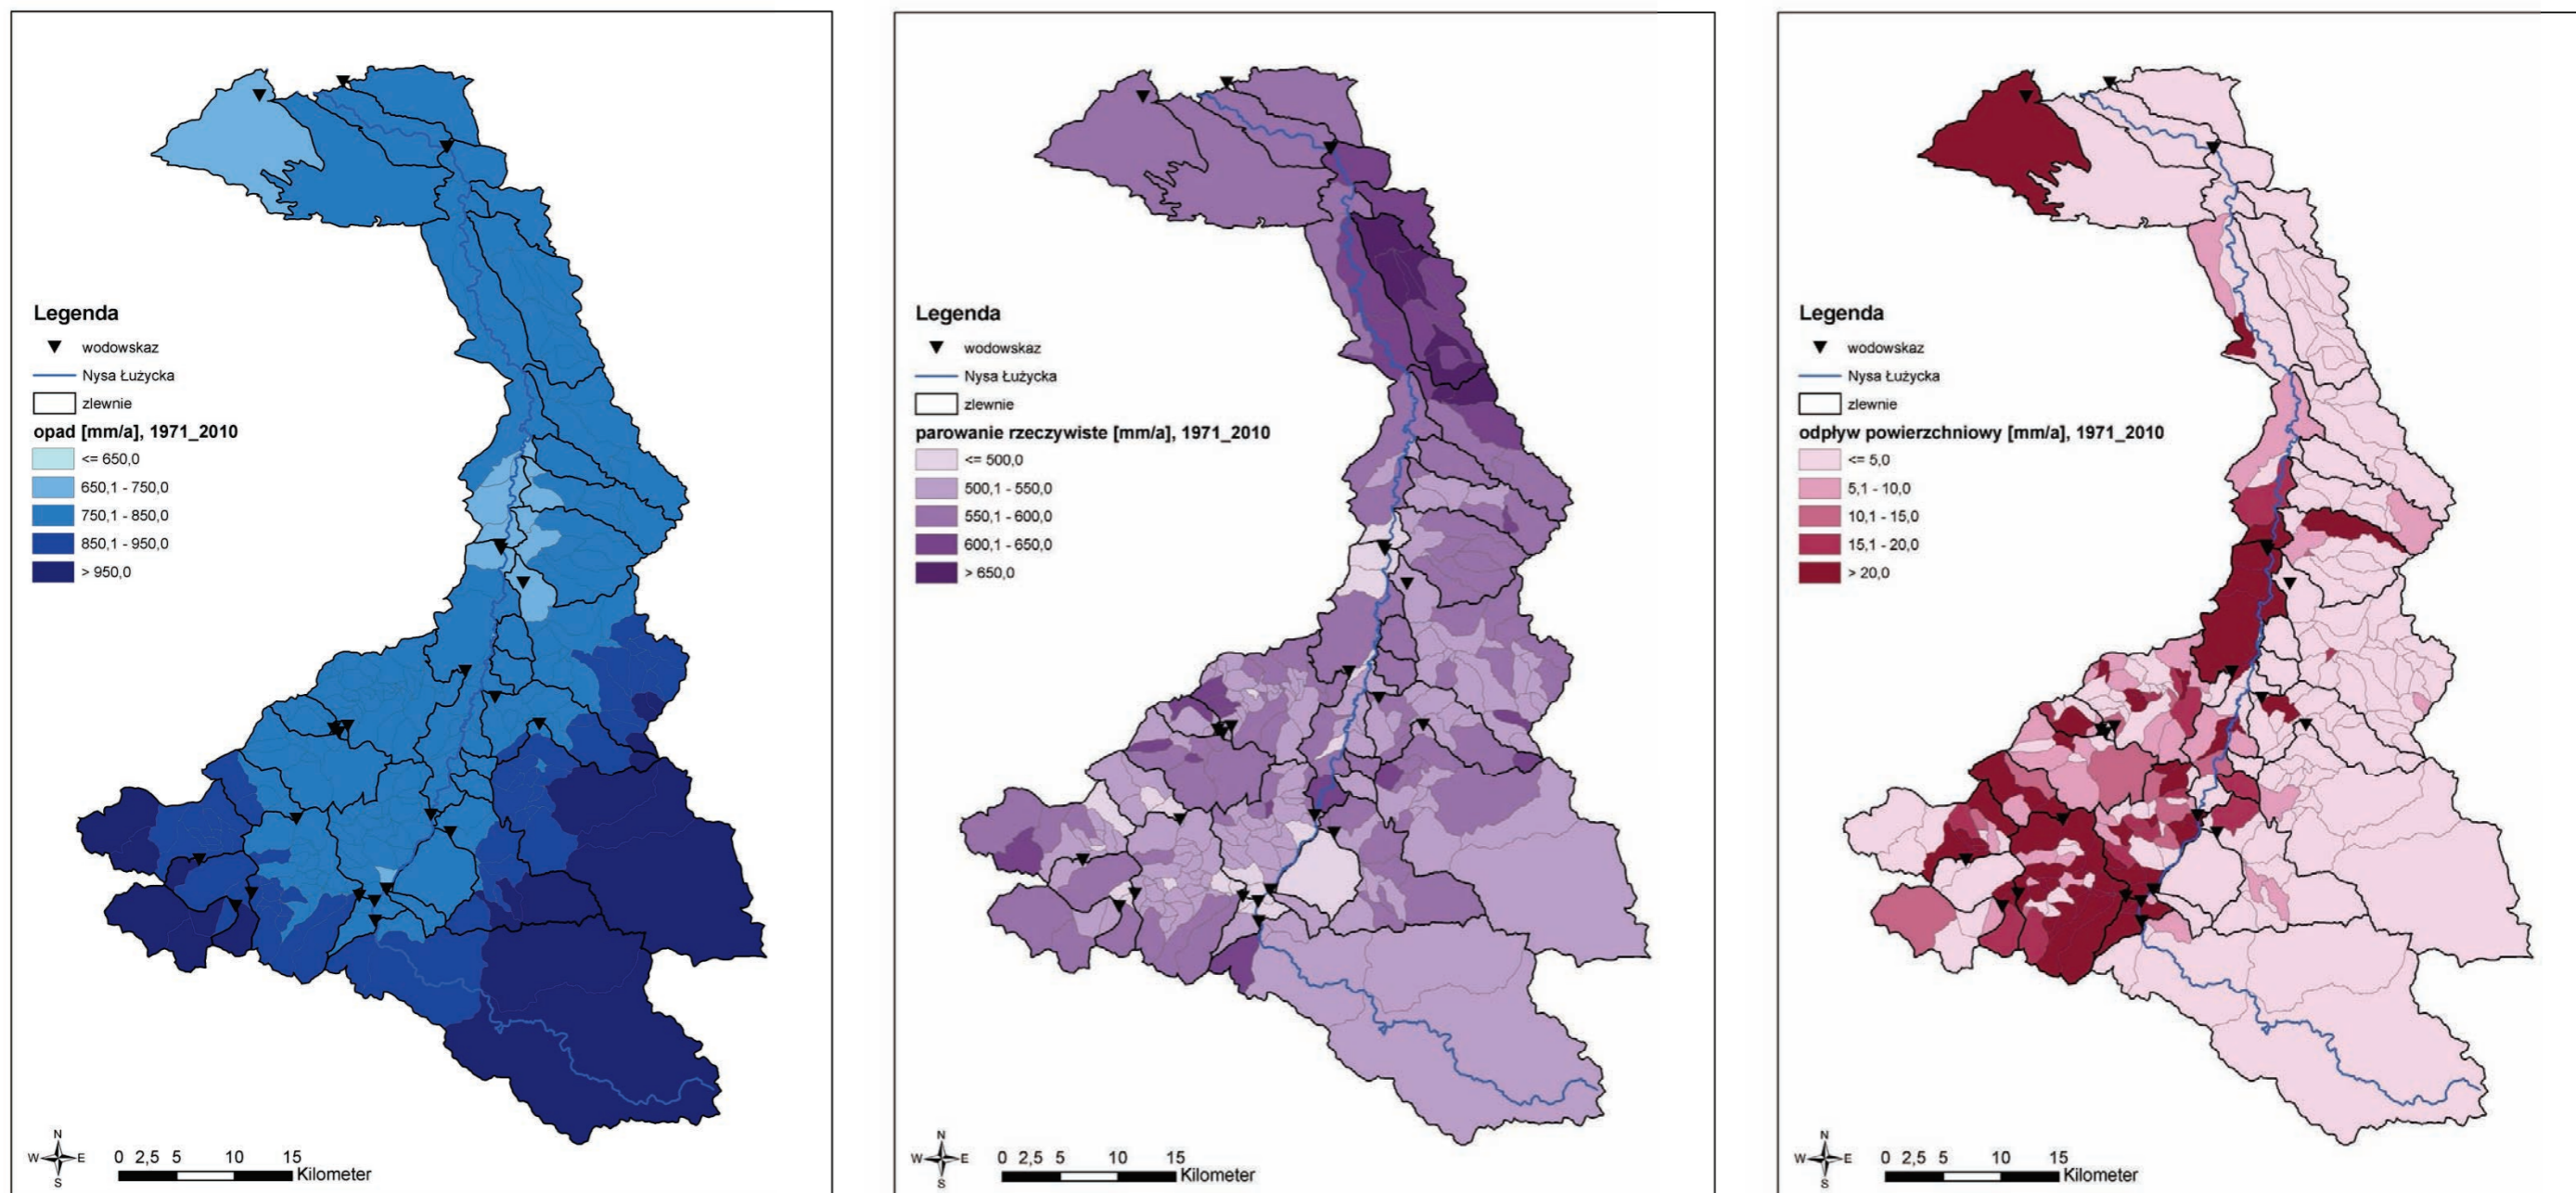 Legenda
wodowskaz
Nysa Łużycka
zlewnie
opad [mm/a], 1971_2010
<= 650,0
650,1 - 750,0
750,1 - 850,0
850,1 - 950,0
> 950,0
N
W E
S
0 2,5 5 10 15
Kilometer
Legenda
wodowskaz
Nysa Łużycka
zlewnie
parowanie rzeczywiste [mm/a], 1971_2010
<= 500,0
500,1 - 550,0
550,1 - 600,0
600,1 - 650,0
> 650,0
N
W E
S
0 2,5 5 10 15
Kilometer
Legenda
wodowskaz
Nysa Łużycka
zlewnie
odpływ powierzchniowy [mm/a], 1971_2010
<= 5,0
5,1 - 10,0
10,1 - 15,0
15,1 - 20,0
> 20,0
N
W E
S
0 2,5 5 10 15
Kilometer